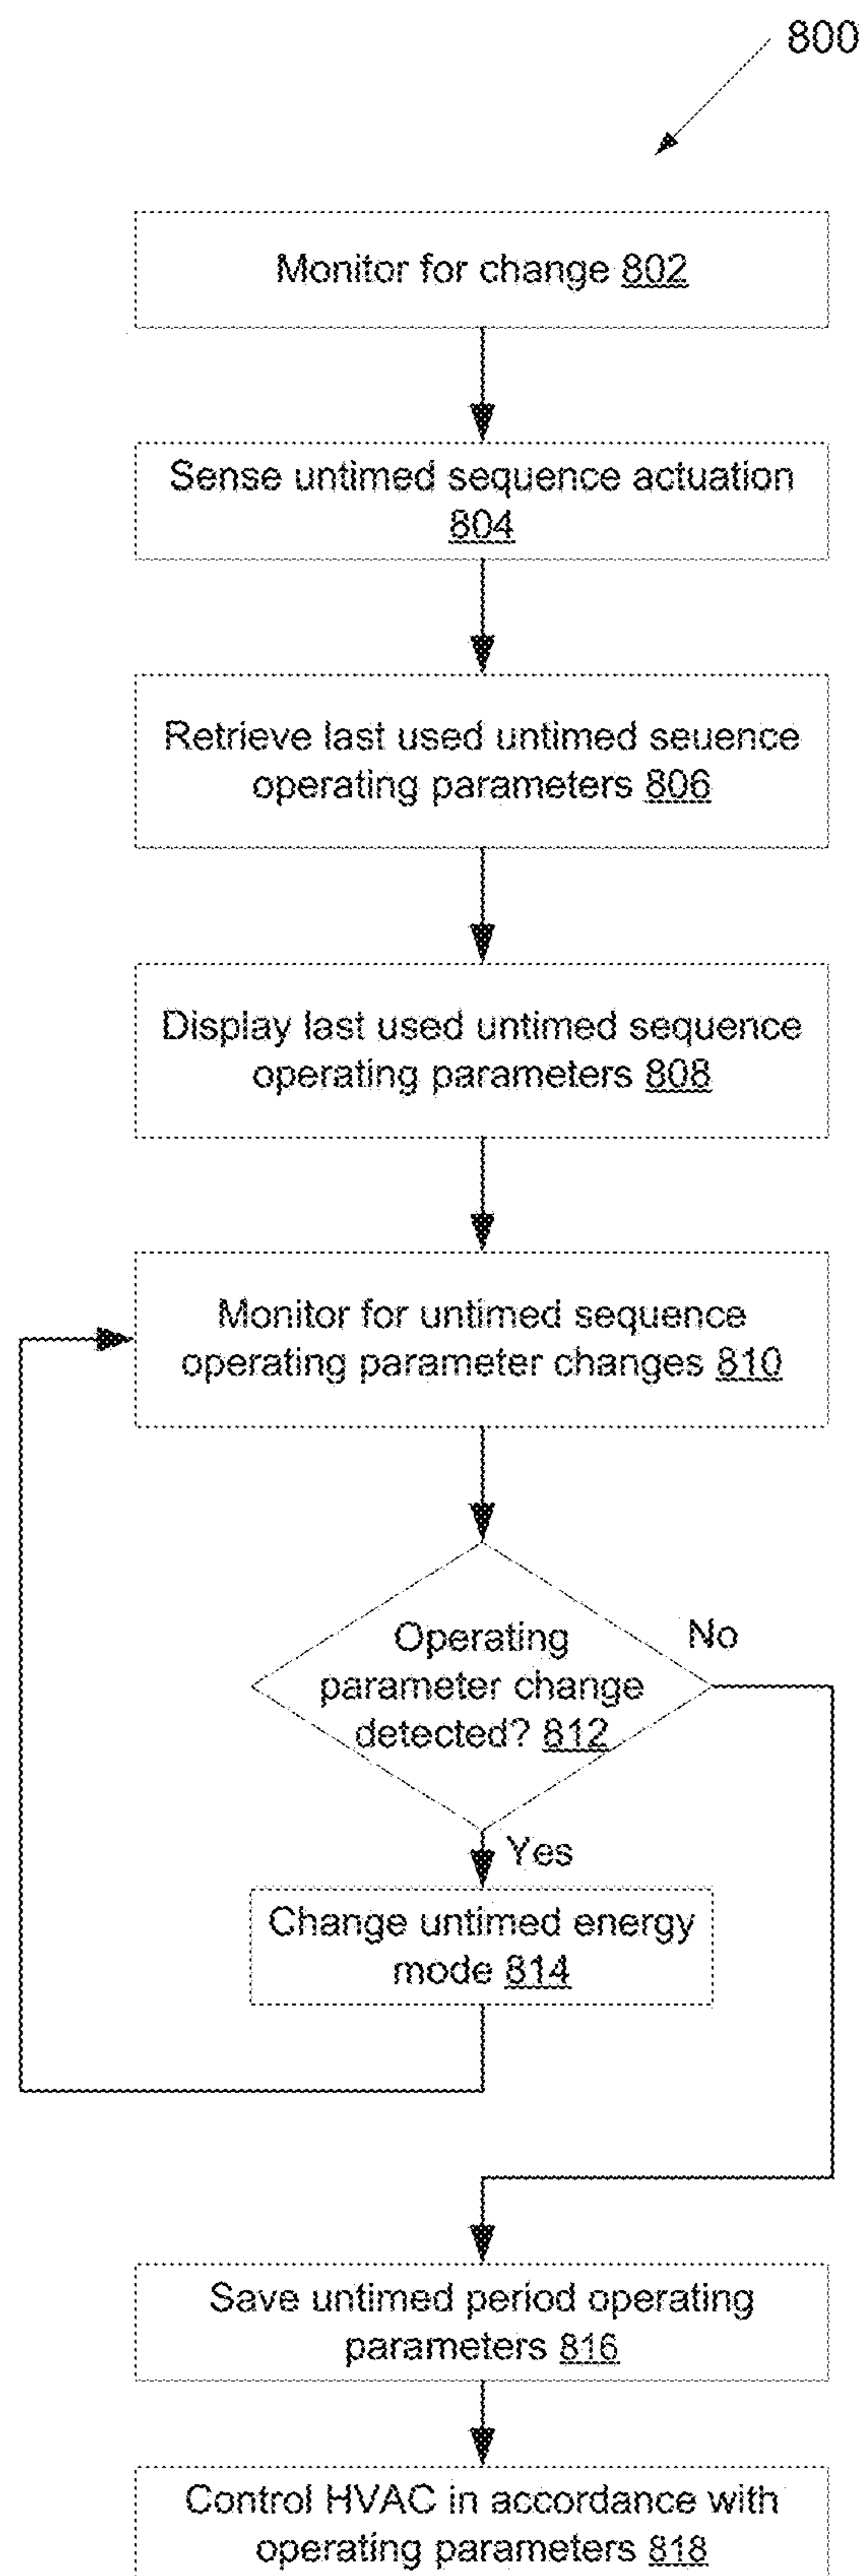 800
Monitor for change 802
Sense untimed sequence actuation
804
Retrieve last used untimed seuence
operating parameters 806
Display last used untimed sequence
operating parameters 808
Monitor for untimed sequence
operating parameter changes 810
Operating
parameter change
detected? 812
No
Yes
Change untimed energy
mode 814
Save untimed period operating
parameters 816
Control HVAC in accordance with
operating parameters 818